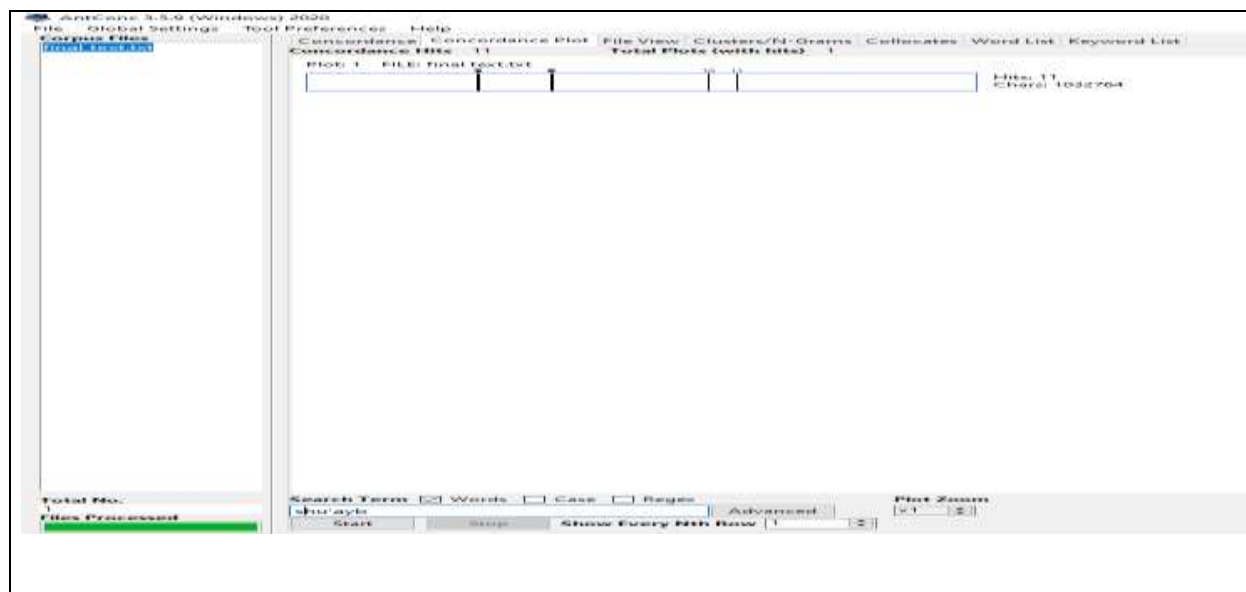 AntConc 3.5.9 (Windows) 2020
File Global Settings Tool Preferences Help
Corpus Files
final text.txt
Concordance Concordance Plot File View Clusters/N-Grams Collocates Word List Keyword List
Concordance Hits 11 Total Plots (with hits) 1
Plot: 1 FILE: final text.txt
10 11
Hits: 11
Chars: 1032764
Total No.
1
Files Processed
Search Term Words Case Regex
shu'ayb
Advanced
Start Stop Show Every Nth Row 1
Plot Zoom
x1